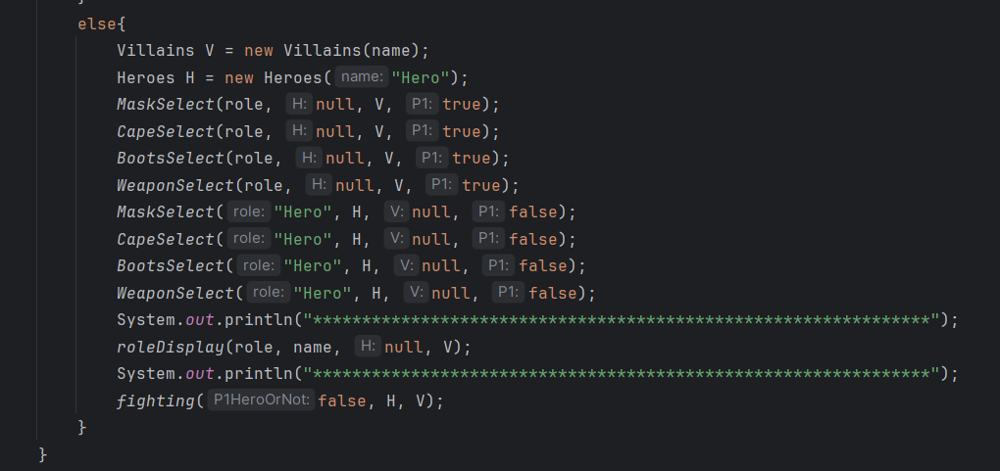 }
else{
Villains V = new Villains(name);
Heroes H = new Heroes( name: "Hero");
MaskSelect(role, H: null, V, P1: true);
CapeSelect(role, H: null, V, P1: true);
BootsSelect(role, H: null, V, P1: true);
WeaponSelect(role, H: null, V, P1: true);
MaskSelect( role: "Hero", H, V: null, P1: false);
CapeSelect( role: "Hero", H, V: null, P1: false);
BootsSelect( role: "Hero", H, V: null, P1: false);
WeaponSelect( role: "Hero", H, V: null, P1: false);
System.out.println("***************************************************************");
roleDisplay(role, name, H: null, V);
System.out.println("***************************************************************");
fighting( P1HeroOrNot: false, H, V);
}
}